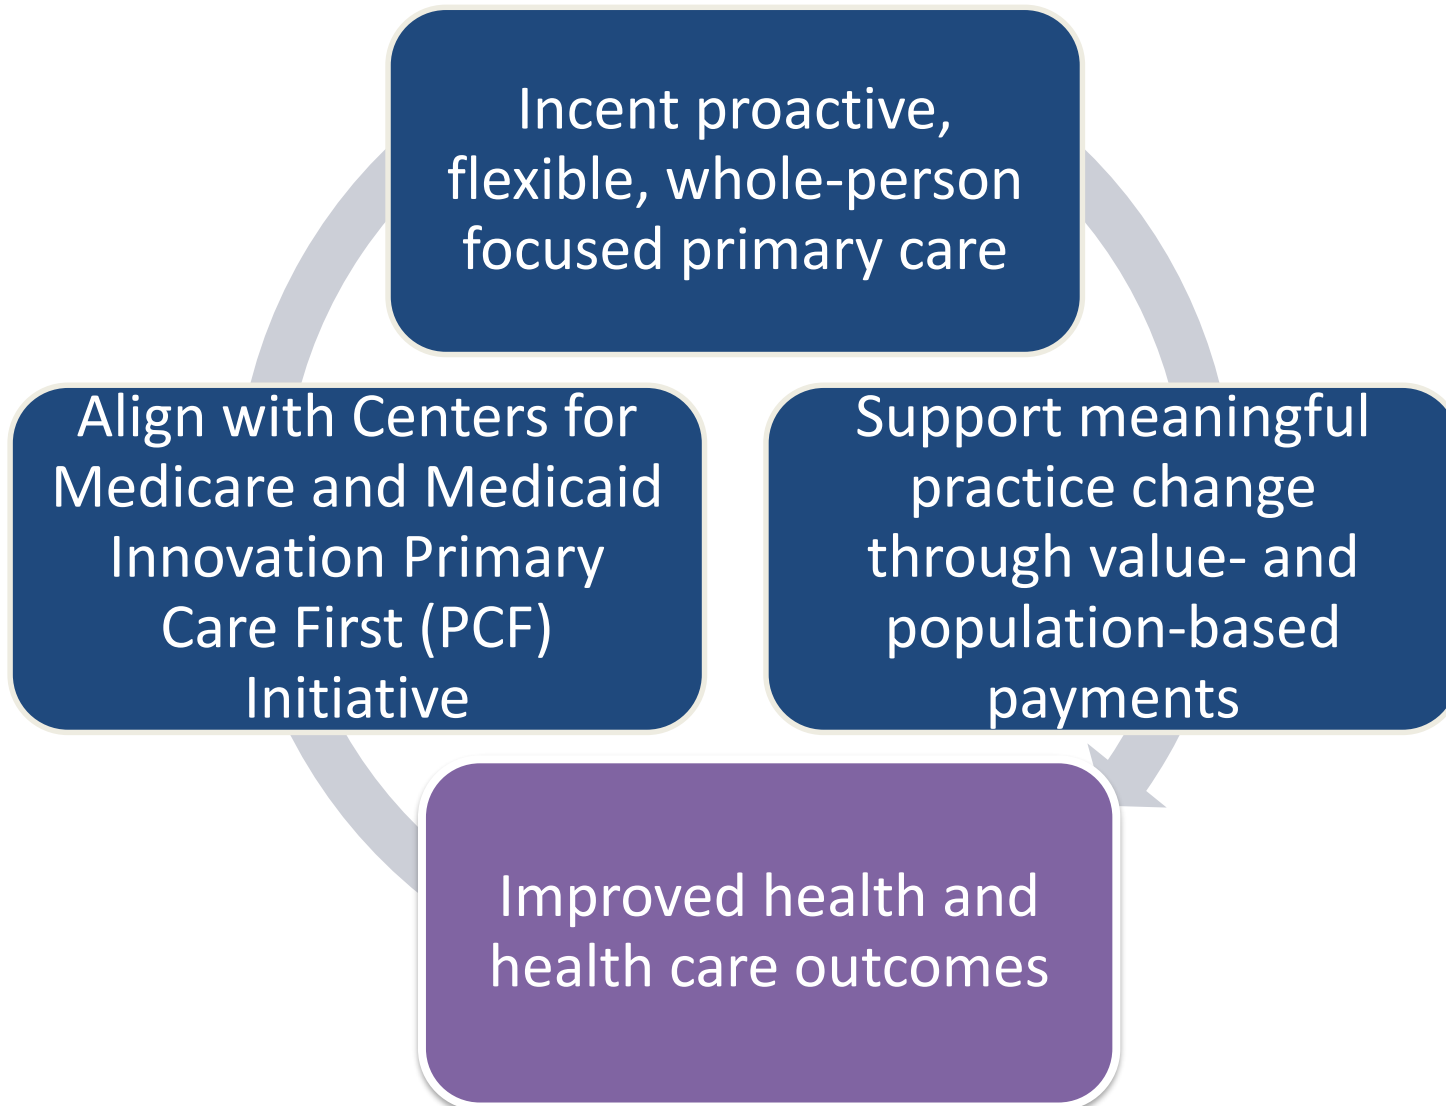 Incent proactive,
flexible, whole-person
focused primary care
Align with Centers for
Medicare and Medicaid
Innovation Primary
Care First (PCF)
Initiative
Support meaningful
practice change
through value- and
population-based
payments
Improved health and
health care outcomes